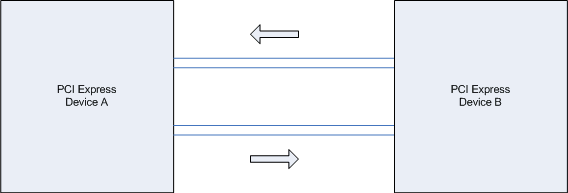 PCI Express
Device A
PCI Express
Device B